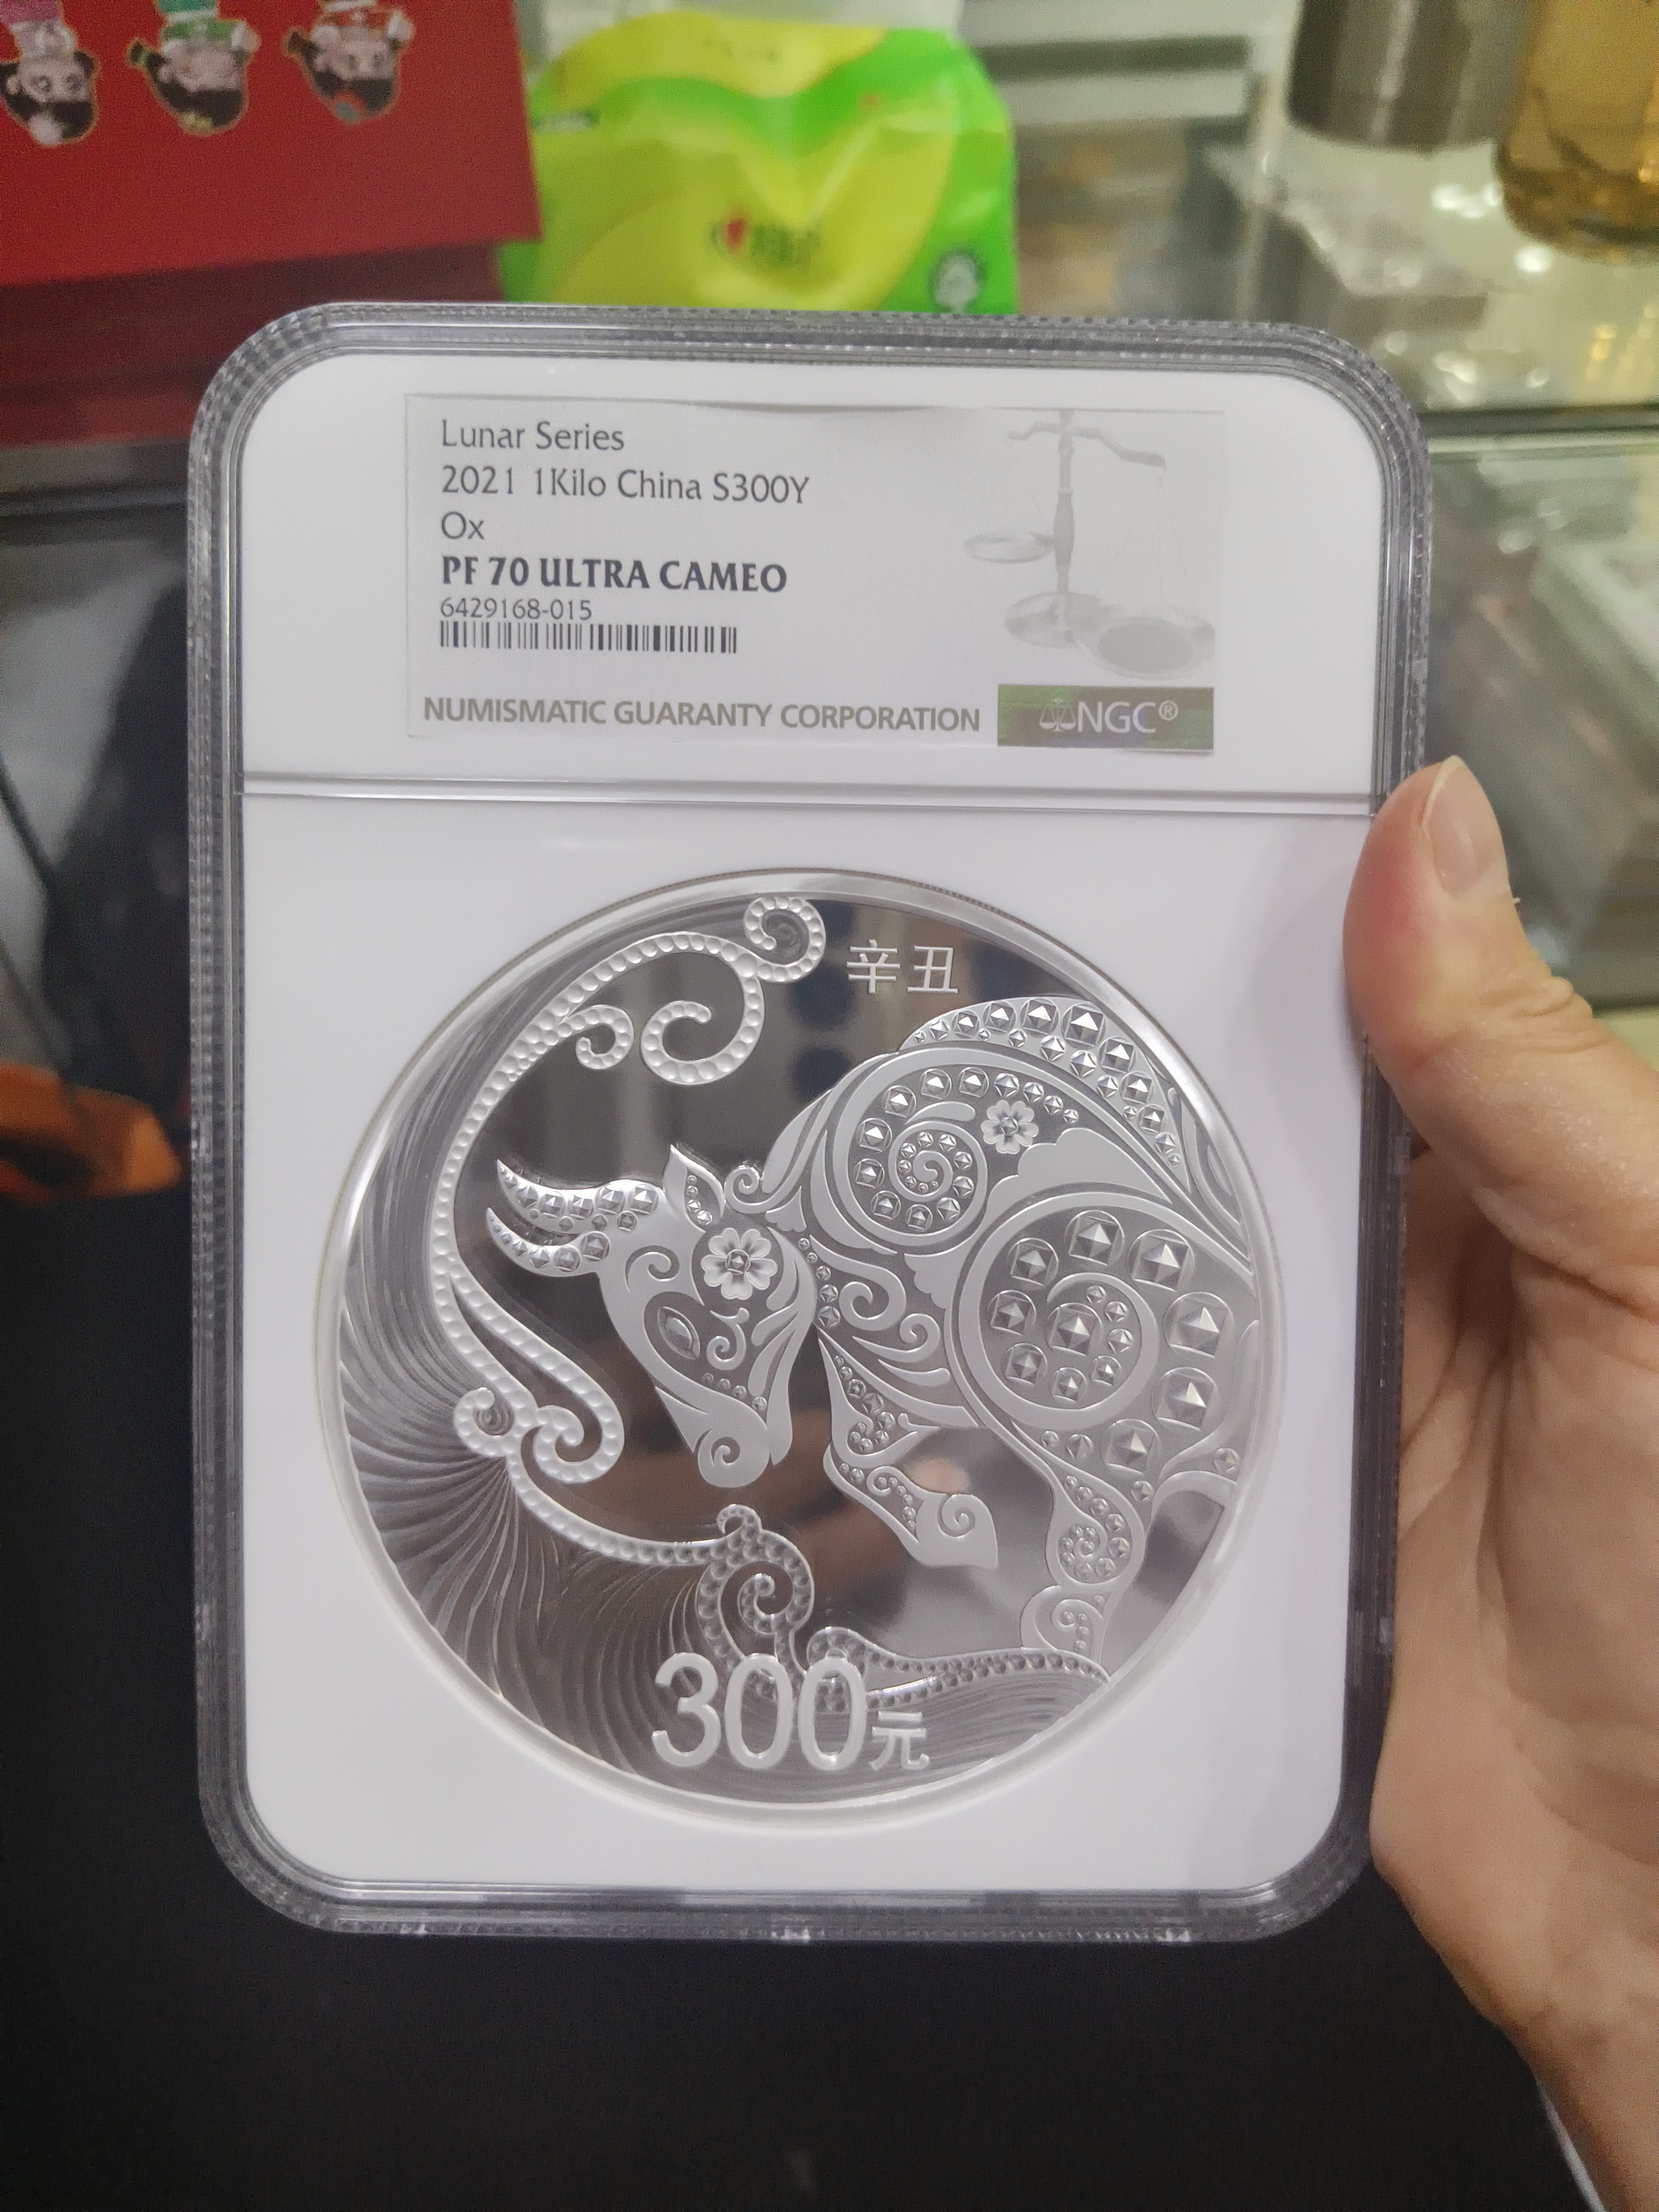 Lunar Series
2021 1Kilo China S300Y
Ox
PF 70 ULTRA CAMEO
6429168-015
NUMISMATIC GUARANTY CORPORATION NGC®
辛丑
300元